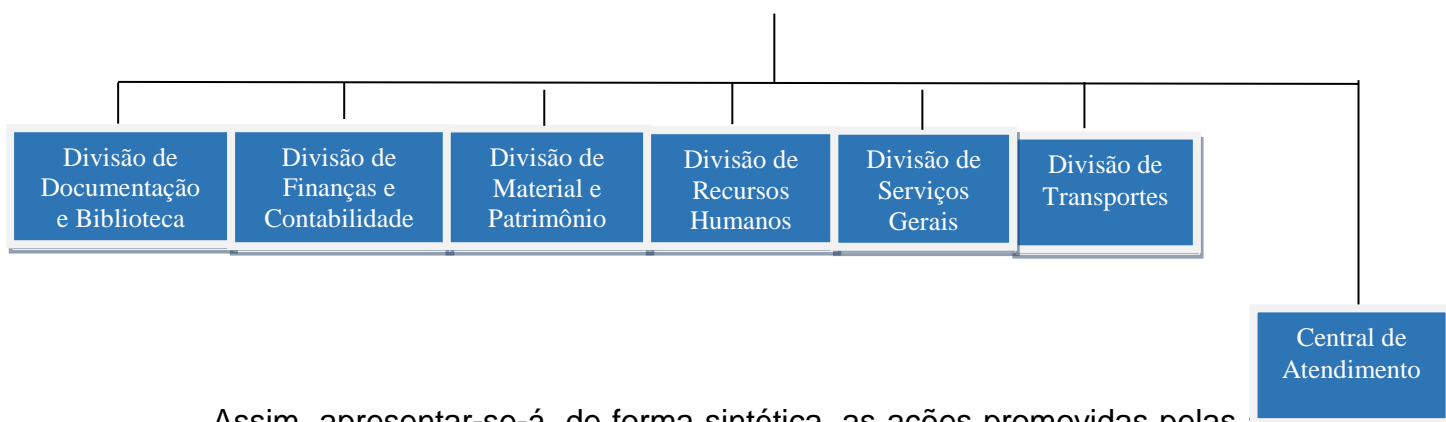 Divisão de
Documentação
e Biblioteca
Divisão de
Finanças e
Contabilidade
Divisão de
Material e
Patrimônio
Divisão de
Recursos
Humanos
Divisão de
Serviços
Gerais
Divisão de
Transportes
Central de
Atendimento
Assim, apresentar-se-á, de forma sintética, as ações promovidas pelas